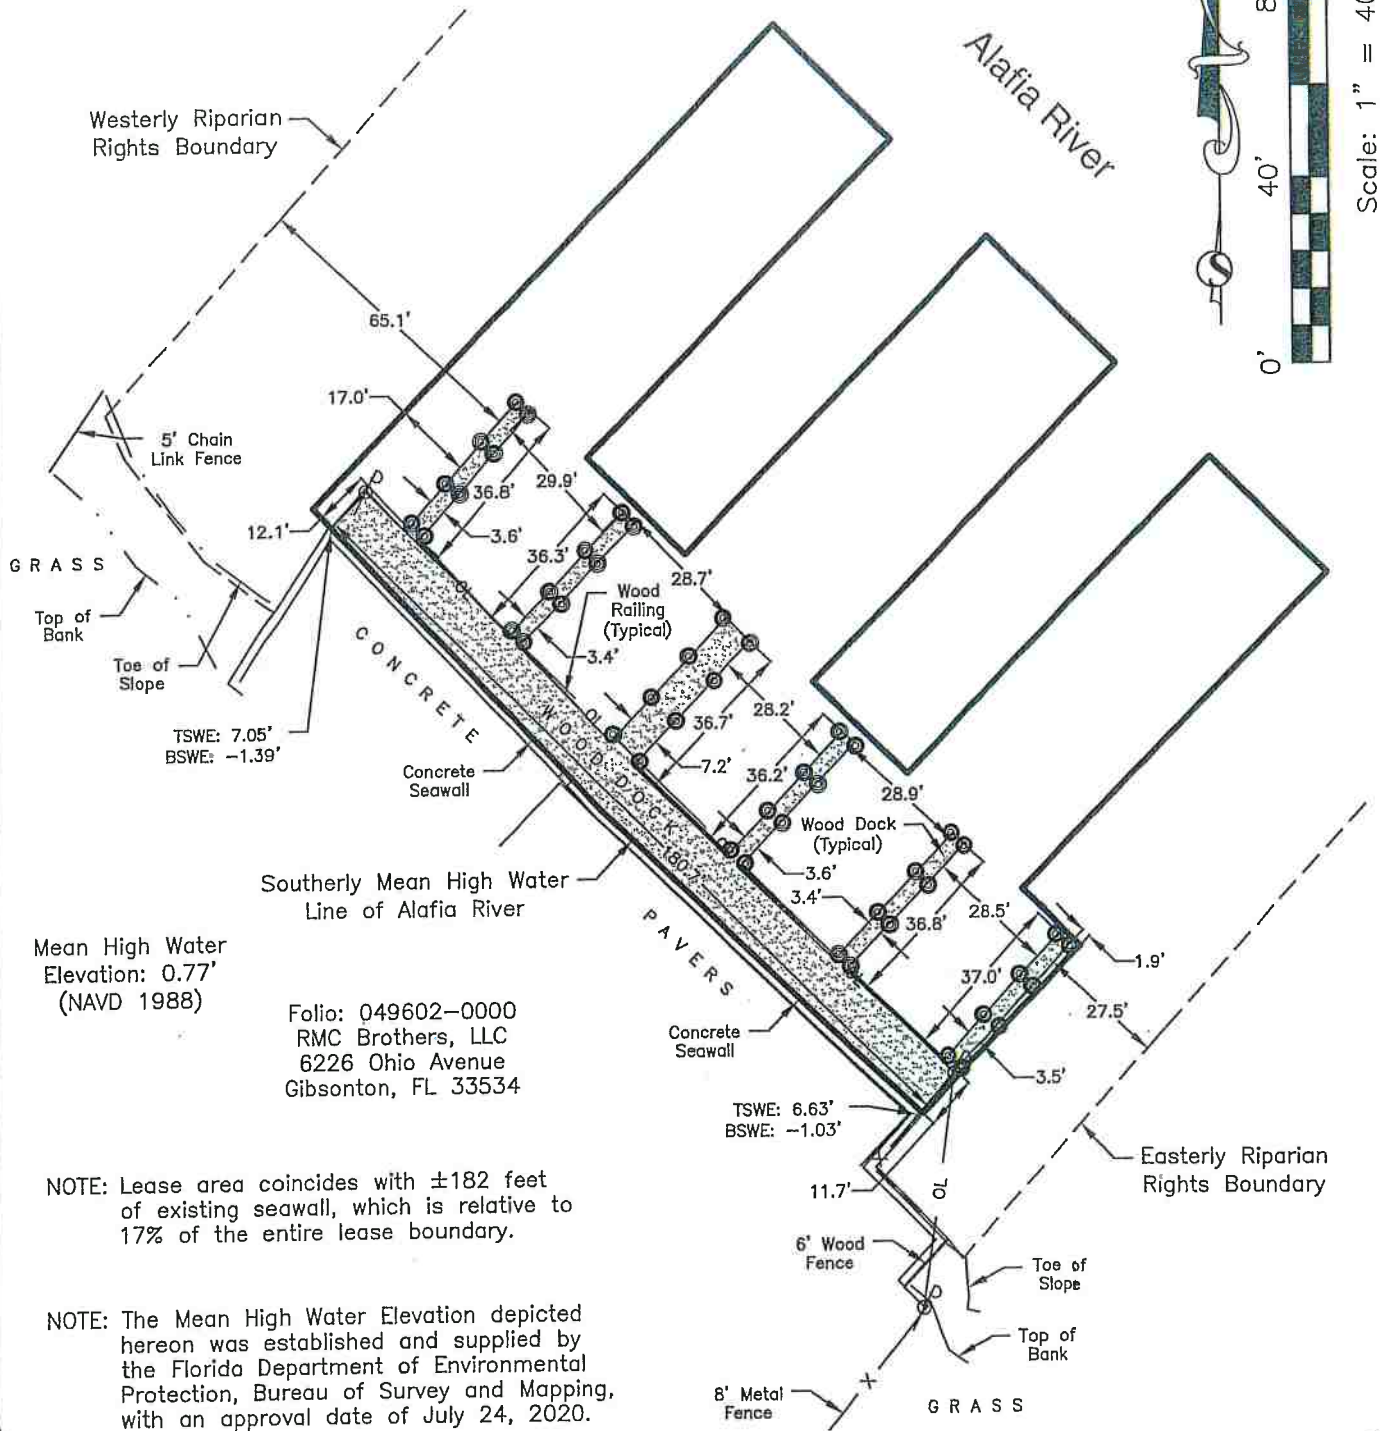 Alafia River
Westerly Riparian
Rights Boundary
40'
0'
Scale: 1" =
65.1'
17.0'
5' Chain
Link Fence
29.9'
36.8'
12.1'
3.6'
GRASS
36.3'
28.7'
Wood
Railing
(Typical)
Top of
Bank
3.4'
Toe of
Slope
CONCRETE
OL
OL
36.7'
28.2'
TSWE: 7.05'
BSWE: -1.39'
7.2'
36.2'
Concrete
Seawall
WOOD DOCK
28.9'
Wood Dock
(Typical)
180.7'
3.6'
3.4'
Southerly Mean High Water
Line of Alafia River
28.5'
36.8'
PAVERS
Mean High Water
Elevation: 0.77'
(NAVD 1988)
1.9'
37.0'
27.5'
Folio: 049602-0000
RMC Brothers, LLC
6226 Ohio Avenue
Gibsonton, FL 33534
Concrete
Seawall
3.5'
TSWE: 6.63'
BSWE: -1.03'
Easterly Riparian
Rights Boundary
11.7'
OL
NOTE: Lease area coincides with ±182 feet
of existing seawall, which is relative to
17% of the entire lease boundary.
6' Wood
Fence
Toe of
Slope
NOTE: The Mean High Water Elevation depicted
hereon was established and supplied by
the Florida Department of Environmental
Protection, Bureau of Survey and Mapping,
with an approval date of July 24, 2020.
Top of
Bank
X
8' Metal
Fence
GRASS